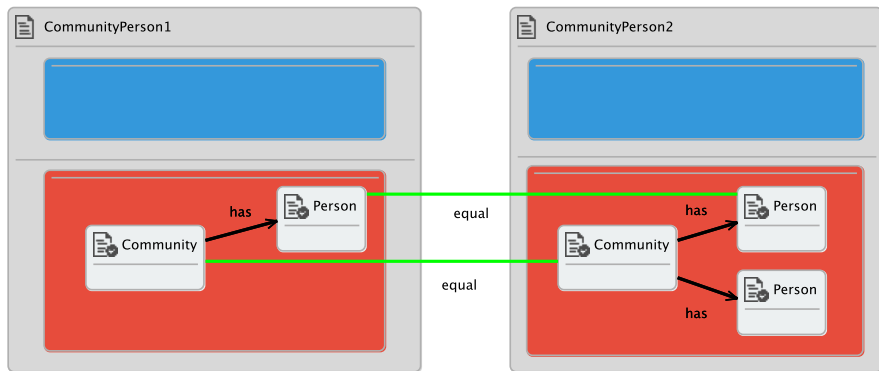 CommunityPerson1
CommunityPerson2
has
Person
equal
has
Person
Community
Community
equal
has
Person